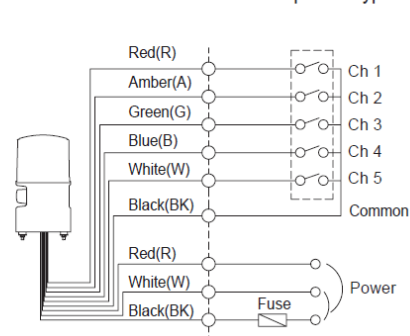 Red(R)
Amber(A)
Green(G)
Blue(B)
White(W)
Black(BK)
Ch 1
Ch 2
Ch 3
Ch 4
Ch 5
Common
Red(R)
White(W)
Black(BK)
Fuse
Power